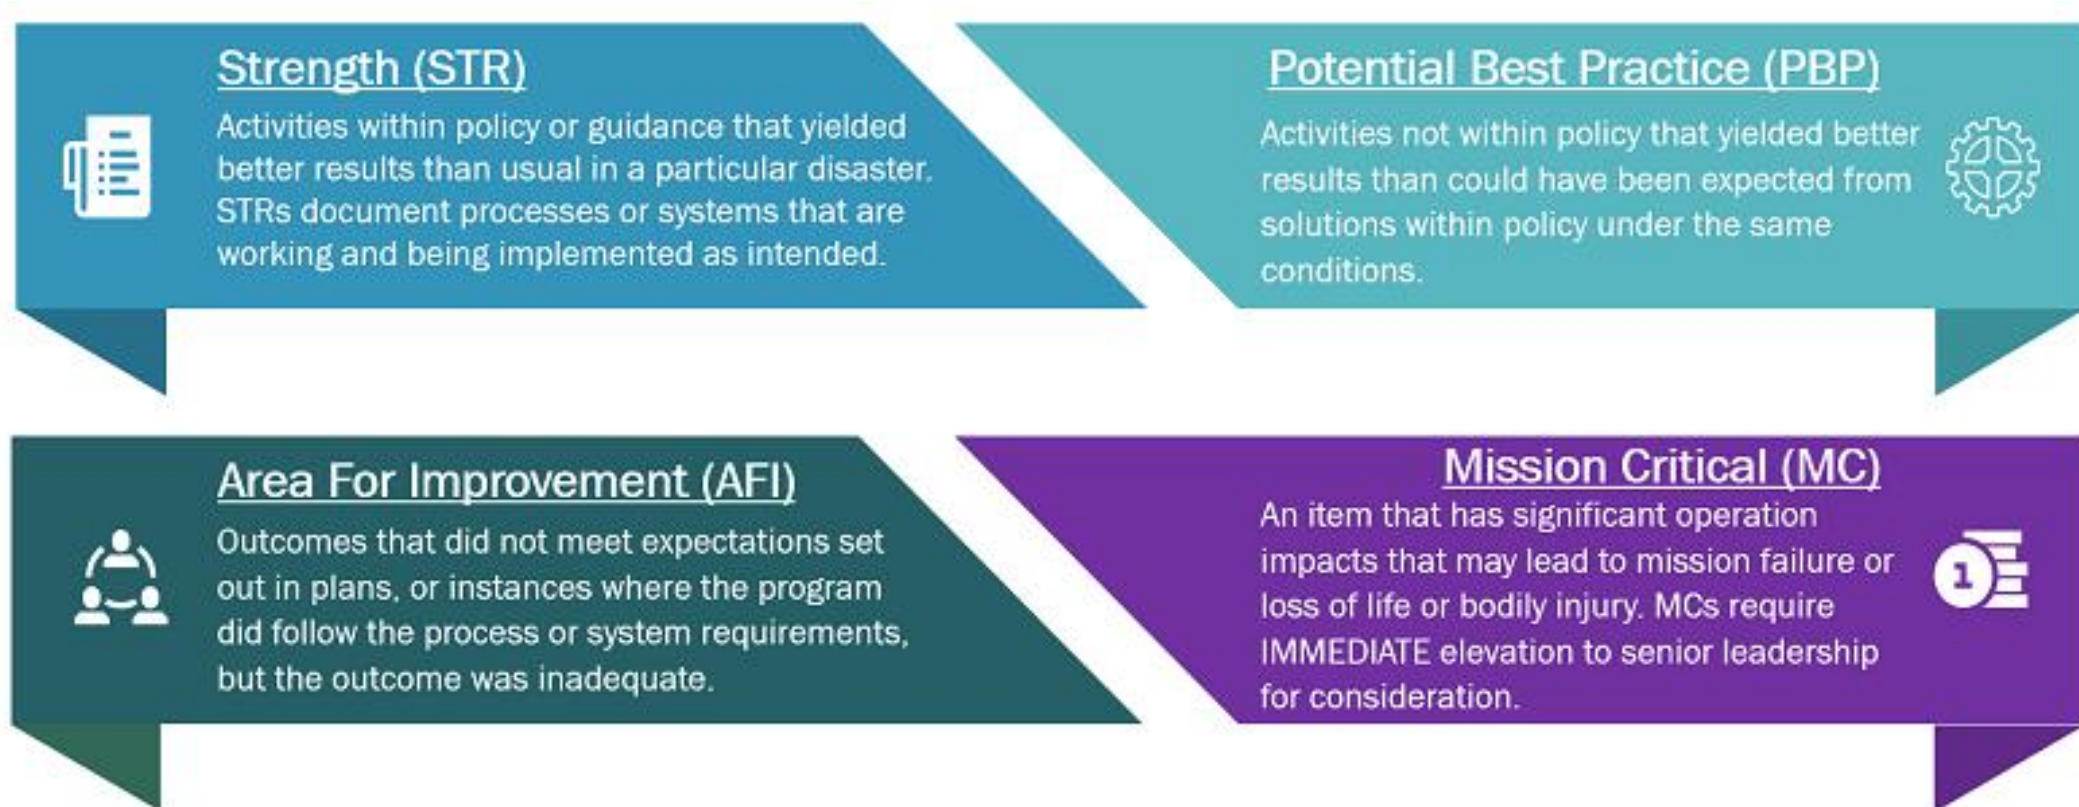 Strength (STR)
Activities within policy or guidance that yielded
better results than usual in a particular disaster.
STRs document processes or systems that are
working and being implemented as intended.
Potential Best Practice (PBP)
Activities not within policy that yielded better
results than could have been expected from
solutions within policy under the same
conditions.
Area For Improvement (AFI)
Outcomes that did not meet expectations set
out in plans, or instances where the program
did follow the process or system requirements,
but the outcome was inadequate.
Mission Critical (MC)
An item that has significant operation
impacts that may lead to mission failure or
loss of life or bodily injury. MCs require
IMMEDIATE elevation to senior leadership
for consideration.
1